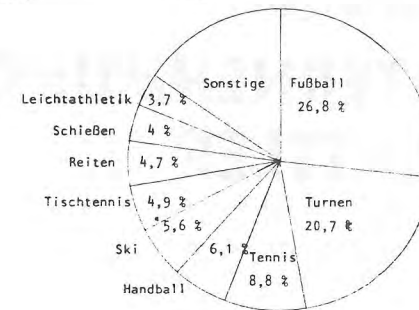 Sonstige
Fußball
26,8 %
Leichtathletik
3,7 %
Schießen
4 %
Reiten
4,7 %
Tischtennis
4,9 %
5,6 %
Turnen
20,7 %
Ski
6,1 %
Tennis
8,8 %
Handball